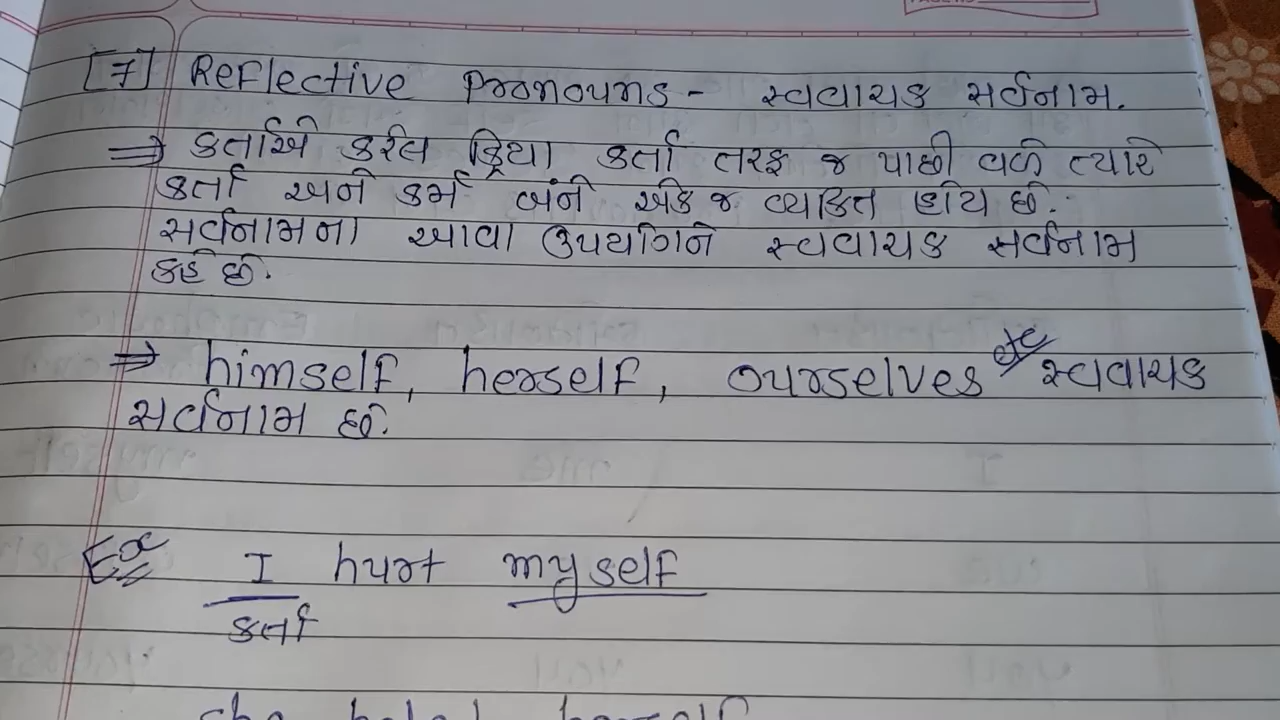 [7] Reflective Pronouns - સ્વવાચક સર્વનામ.
⇒ કર્તાએ કરેલ ક્રિયા કર્તા તરફ જ પાછી વળે ત્યારે
કર્તા અને કર્મ બંને એક જ વ્યક્તિ હોય છે.
સર્વનામના આવા ઉપયોગને સ્વવાચક સર્વનામ
કહે છે.
⇒ himself, herself, ourselves etc સ્વવાચક
સર્વનામ છે.
Ex I hurt myself
કર્તા
she herself